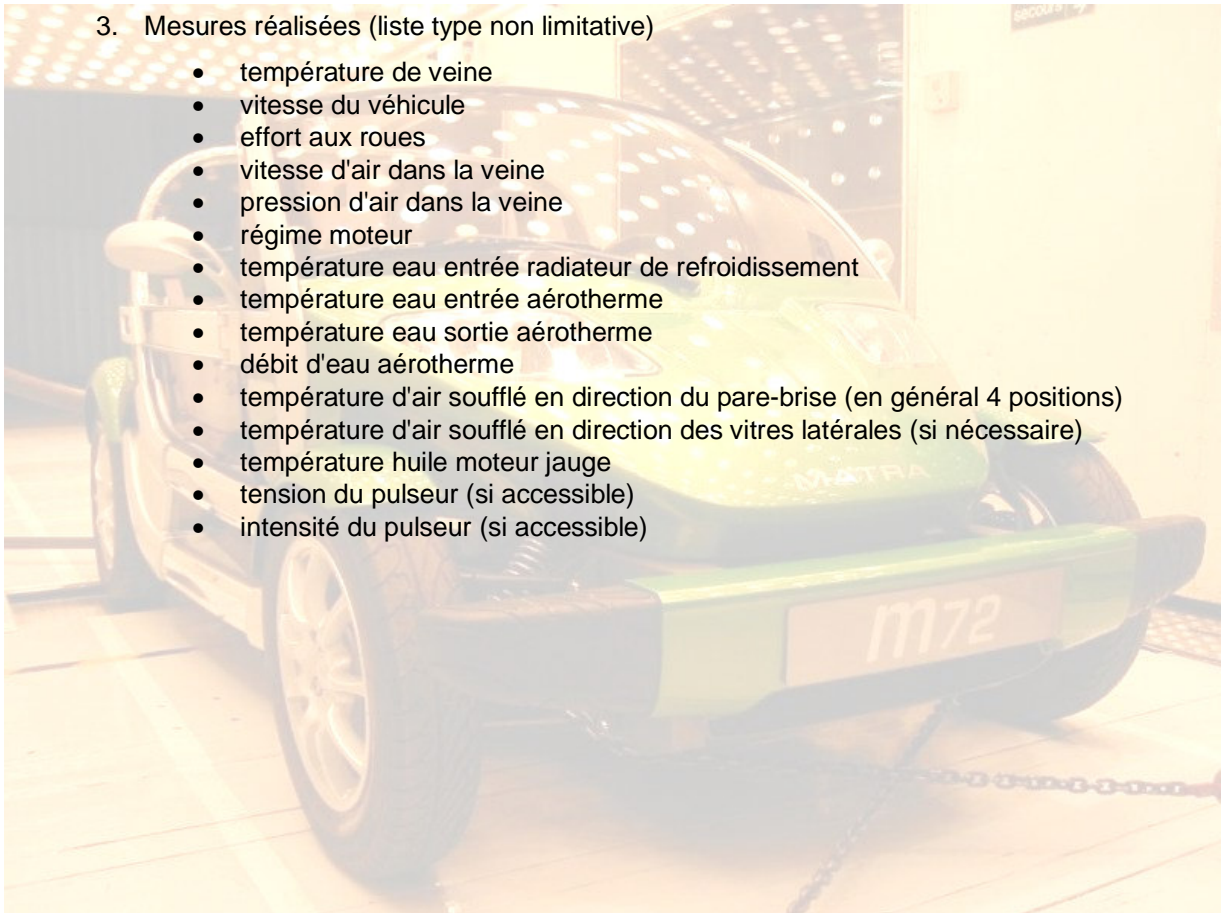 secours
3. Mesures réalisées (liste type non limitative)
• température de veine
• vitesse du véhicule
• effort aux roues
• vitesse d'air dans la veine
• pression d'air dans la veine
• régime moteur
• température eau entrée radiateur de refroidissement
• température eau entrée aérotherme
• température eau sortie aérotherme
• débit d'eau aérotherme
• température d'air soufflé en direction du pare-brise (en général 4 positions)
• température d'air soufflé en direction des vitres latérales (si nécessaire)
• température huile moteur jauge
• tension du pulseur (si accessible)
• intensité du pulseur (si accessible)
MATRA
m72